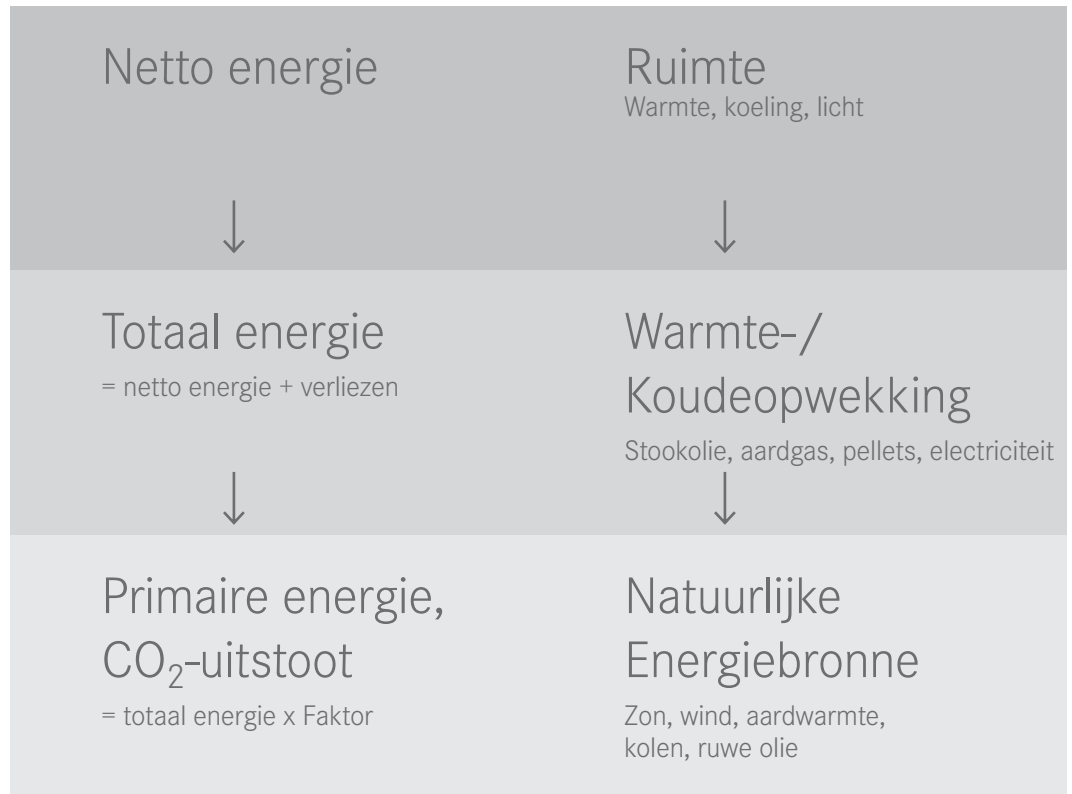 Netto energie
Ruimte
Warmte, koeling, licht
Totaal energie
= netto energie + verliezen
Warmte-/
Koudeopwekking
Stookolie, aardgas, pellets, electriciteit
Primaire energie,
CO₂-uitstoot
= totaal energie x Faktor
Natuurlijke
Energiebronne
Zon, wind, aardwarmte,
kolen, ruwe olie